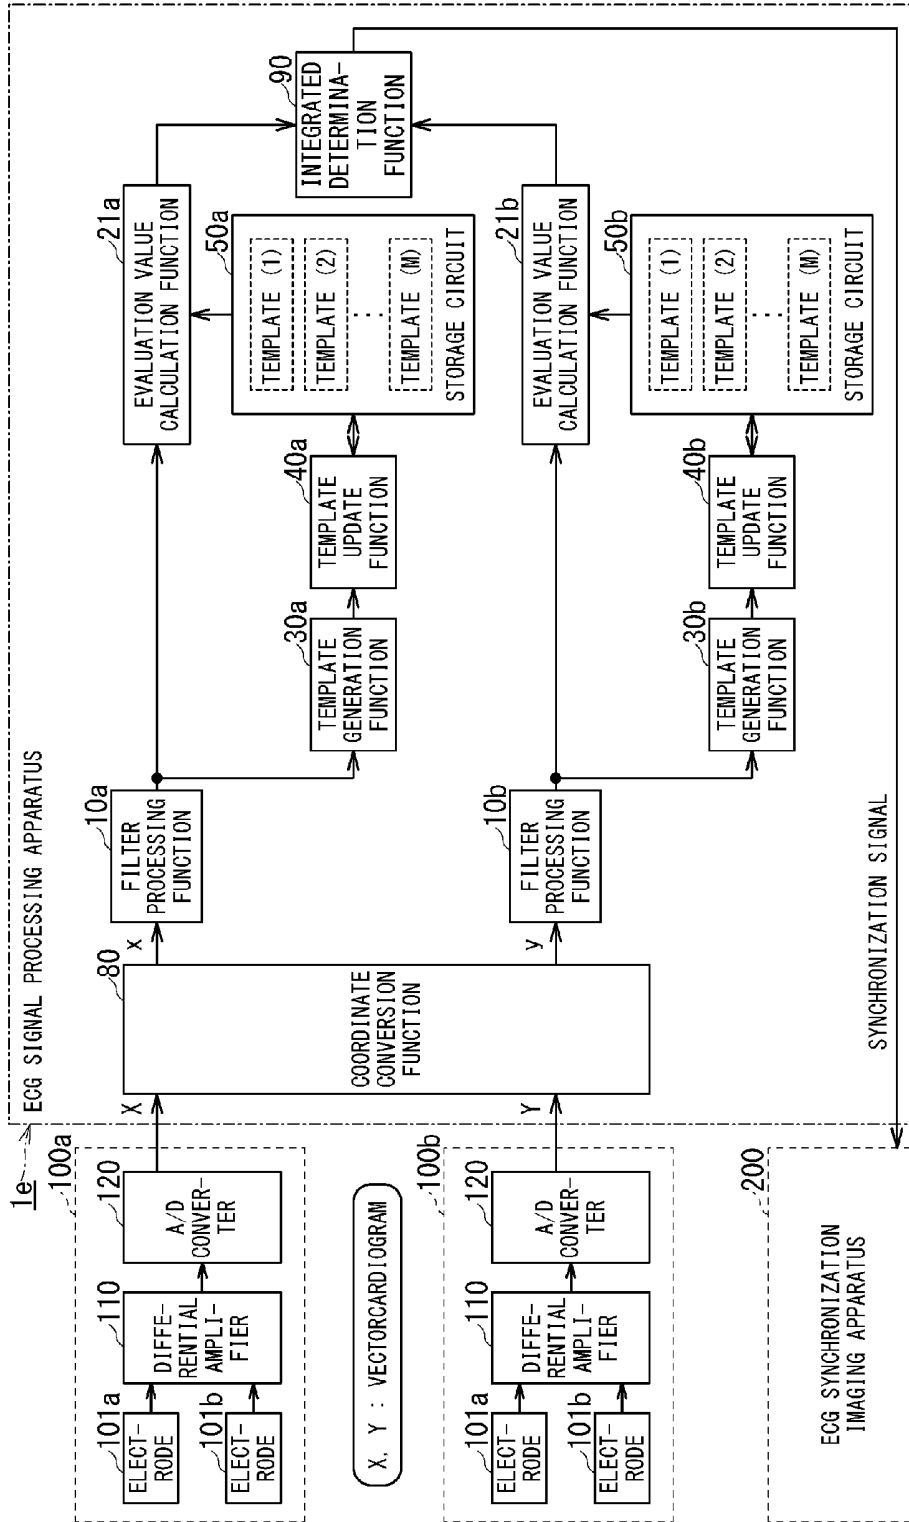 1e
ECG SIGNAL PROCESSING APPARATUS
100a
101a
ELECT-
RODE
101b
ELECT-
RODE
110
DIFFE-
RENTIAL
AMPLI-
FIER
120
A/D
CONVER-
TER
X
80
COORDINATE
CONVERSION
FUNCTION
x
10a
FILTER
PROCESSING
FUNCTION
30a
TEMPLATE
GENERATION
FUNCTION
40a
TEMPLATE
UPDATE
FUNCTION
21a
EVALUATION VALUE
CALCULATION FUNCTION
50a
TEMPLATE (1)
TEMPLATE (2)
...
TEMPLATE (M)
STORAGE CIRCUIT
90
INTEGRATED
DETERMINA-
TION
FUNCTION
X, Y : VECTORCARDIOGRAM
100b
101a
ELECT-
RODE
101b
ELECT-
RODE
110
DIFFE-
RENTIAL
AMPLI-
FIER
120
A/D
CONVER-
TER
Y
y
10b
FILTER
PROCESSING
FUNCTION
30b
TEMPLATE
GENERATION
FUNCTION
40b
TEMPLATE
UPDATE
FUNCTION
21b
EVALUATION VALUE
CALCULATION FUNCTION
50b
TEMPLATE (1)
TEMPLATE (2)
...
TEMPLATE (M)
STORAGE CIRCUIT
200
ECG SYNCHRONIZATION
IMAGING APPARATUS
SYNCHRONIZATION SIGNAL